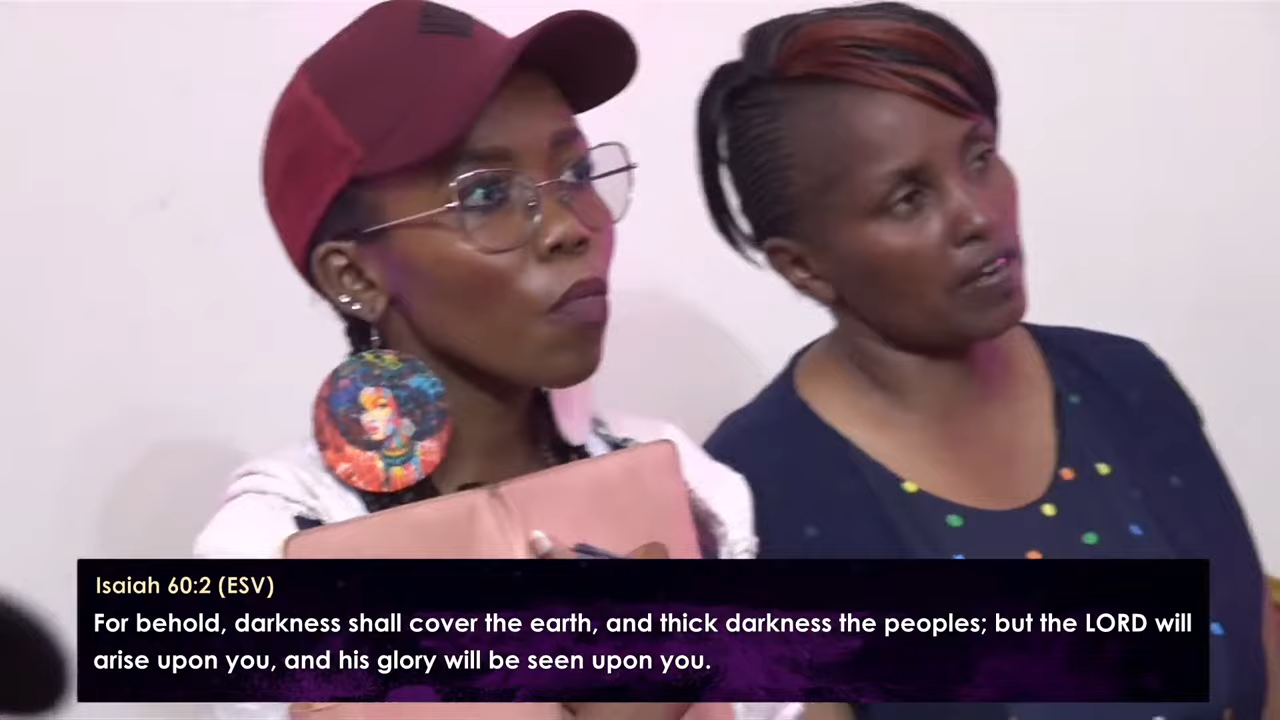 Isaiah 60:2 (ESV)
For behold, darkness shall cover the earth, and thick darkness the peoples; but the LORD will
arise upon you, and his glory will be seen upon you.